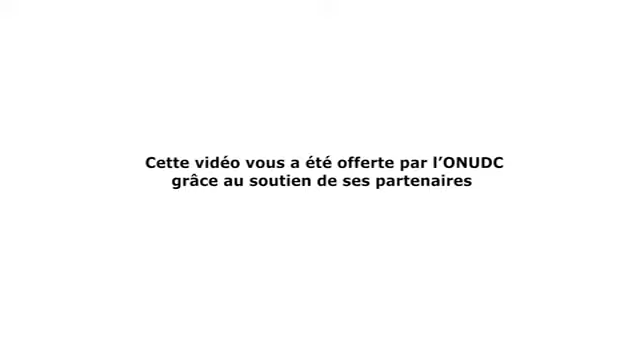 Cette vidéo vous a été offerte par l’ONUDC
grâce au soutien de ses partenaires